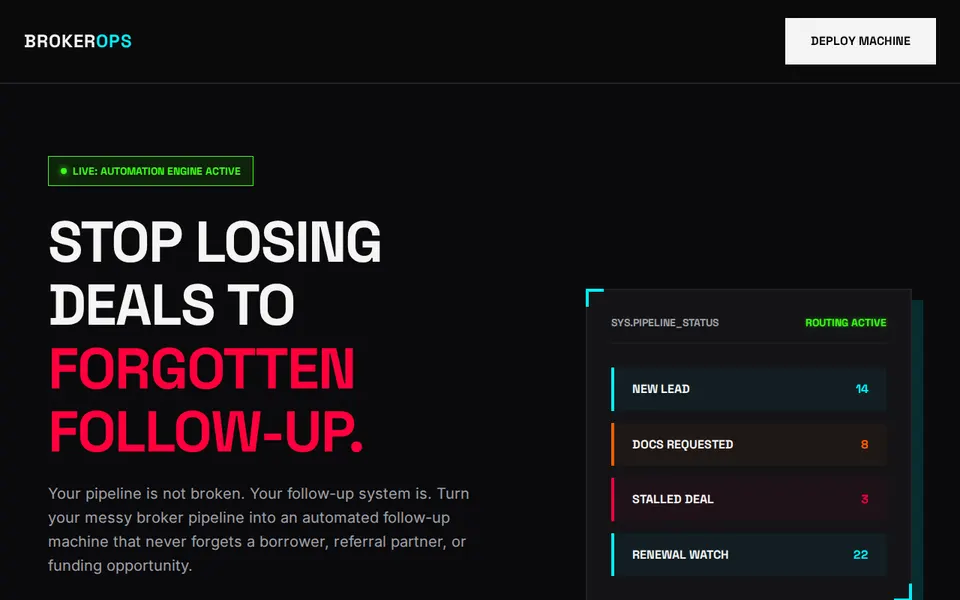 BROKEROPS
DEPLOY MACHINE
LIVE: AUTOMATION ENGINE ACTIVE
STOP LOSING
DEALS TO
FORGOTTEN
FOLLOW-UP.
Your pipeline is not broken. Your follow-up system is. Turn
your messy broker pipeline into an automated follow-up
machine that never forgets a borrower, referral partner, or
funding opportunity.
SYS.PIPELINE_STATUS
ROUTING ACTIVE
NEW LEAD 14
DOCS REQUESTED 8
STALLED DEAL 3
RENEWAL WATCH 22